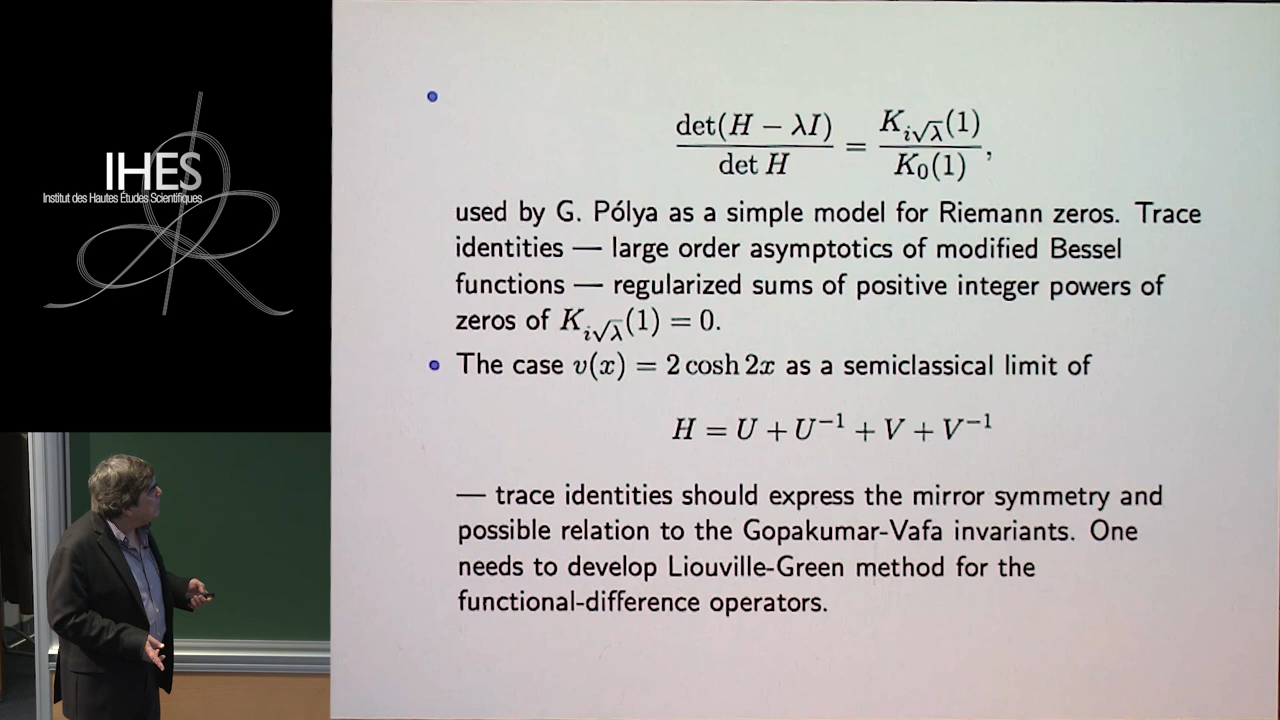 IHES
Institut des Hautes Études Scientifiques
det(H − λI) / det H = K_{i√λ}(1) / K_0(1),
used by G. Pólya as a simple model for Riemann zeros. Trace
identities — large order asymptotics of modified Bessel
functions — regularized sums of positive integer powers of
zeros of K_{i√λ}(1) = 0.
The case v(x) = 2 cosh 2x as a semiclassical limit of
H = U + U⁻¹ + V + V⁻¹
— trace identities should express the mirror symmetry and
possible relation to the Gopakumar-Vafa invariants. One
needs to develop Liouville-Green method for the
functional-difference operators.